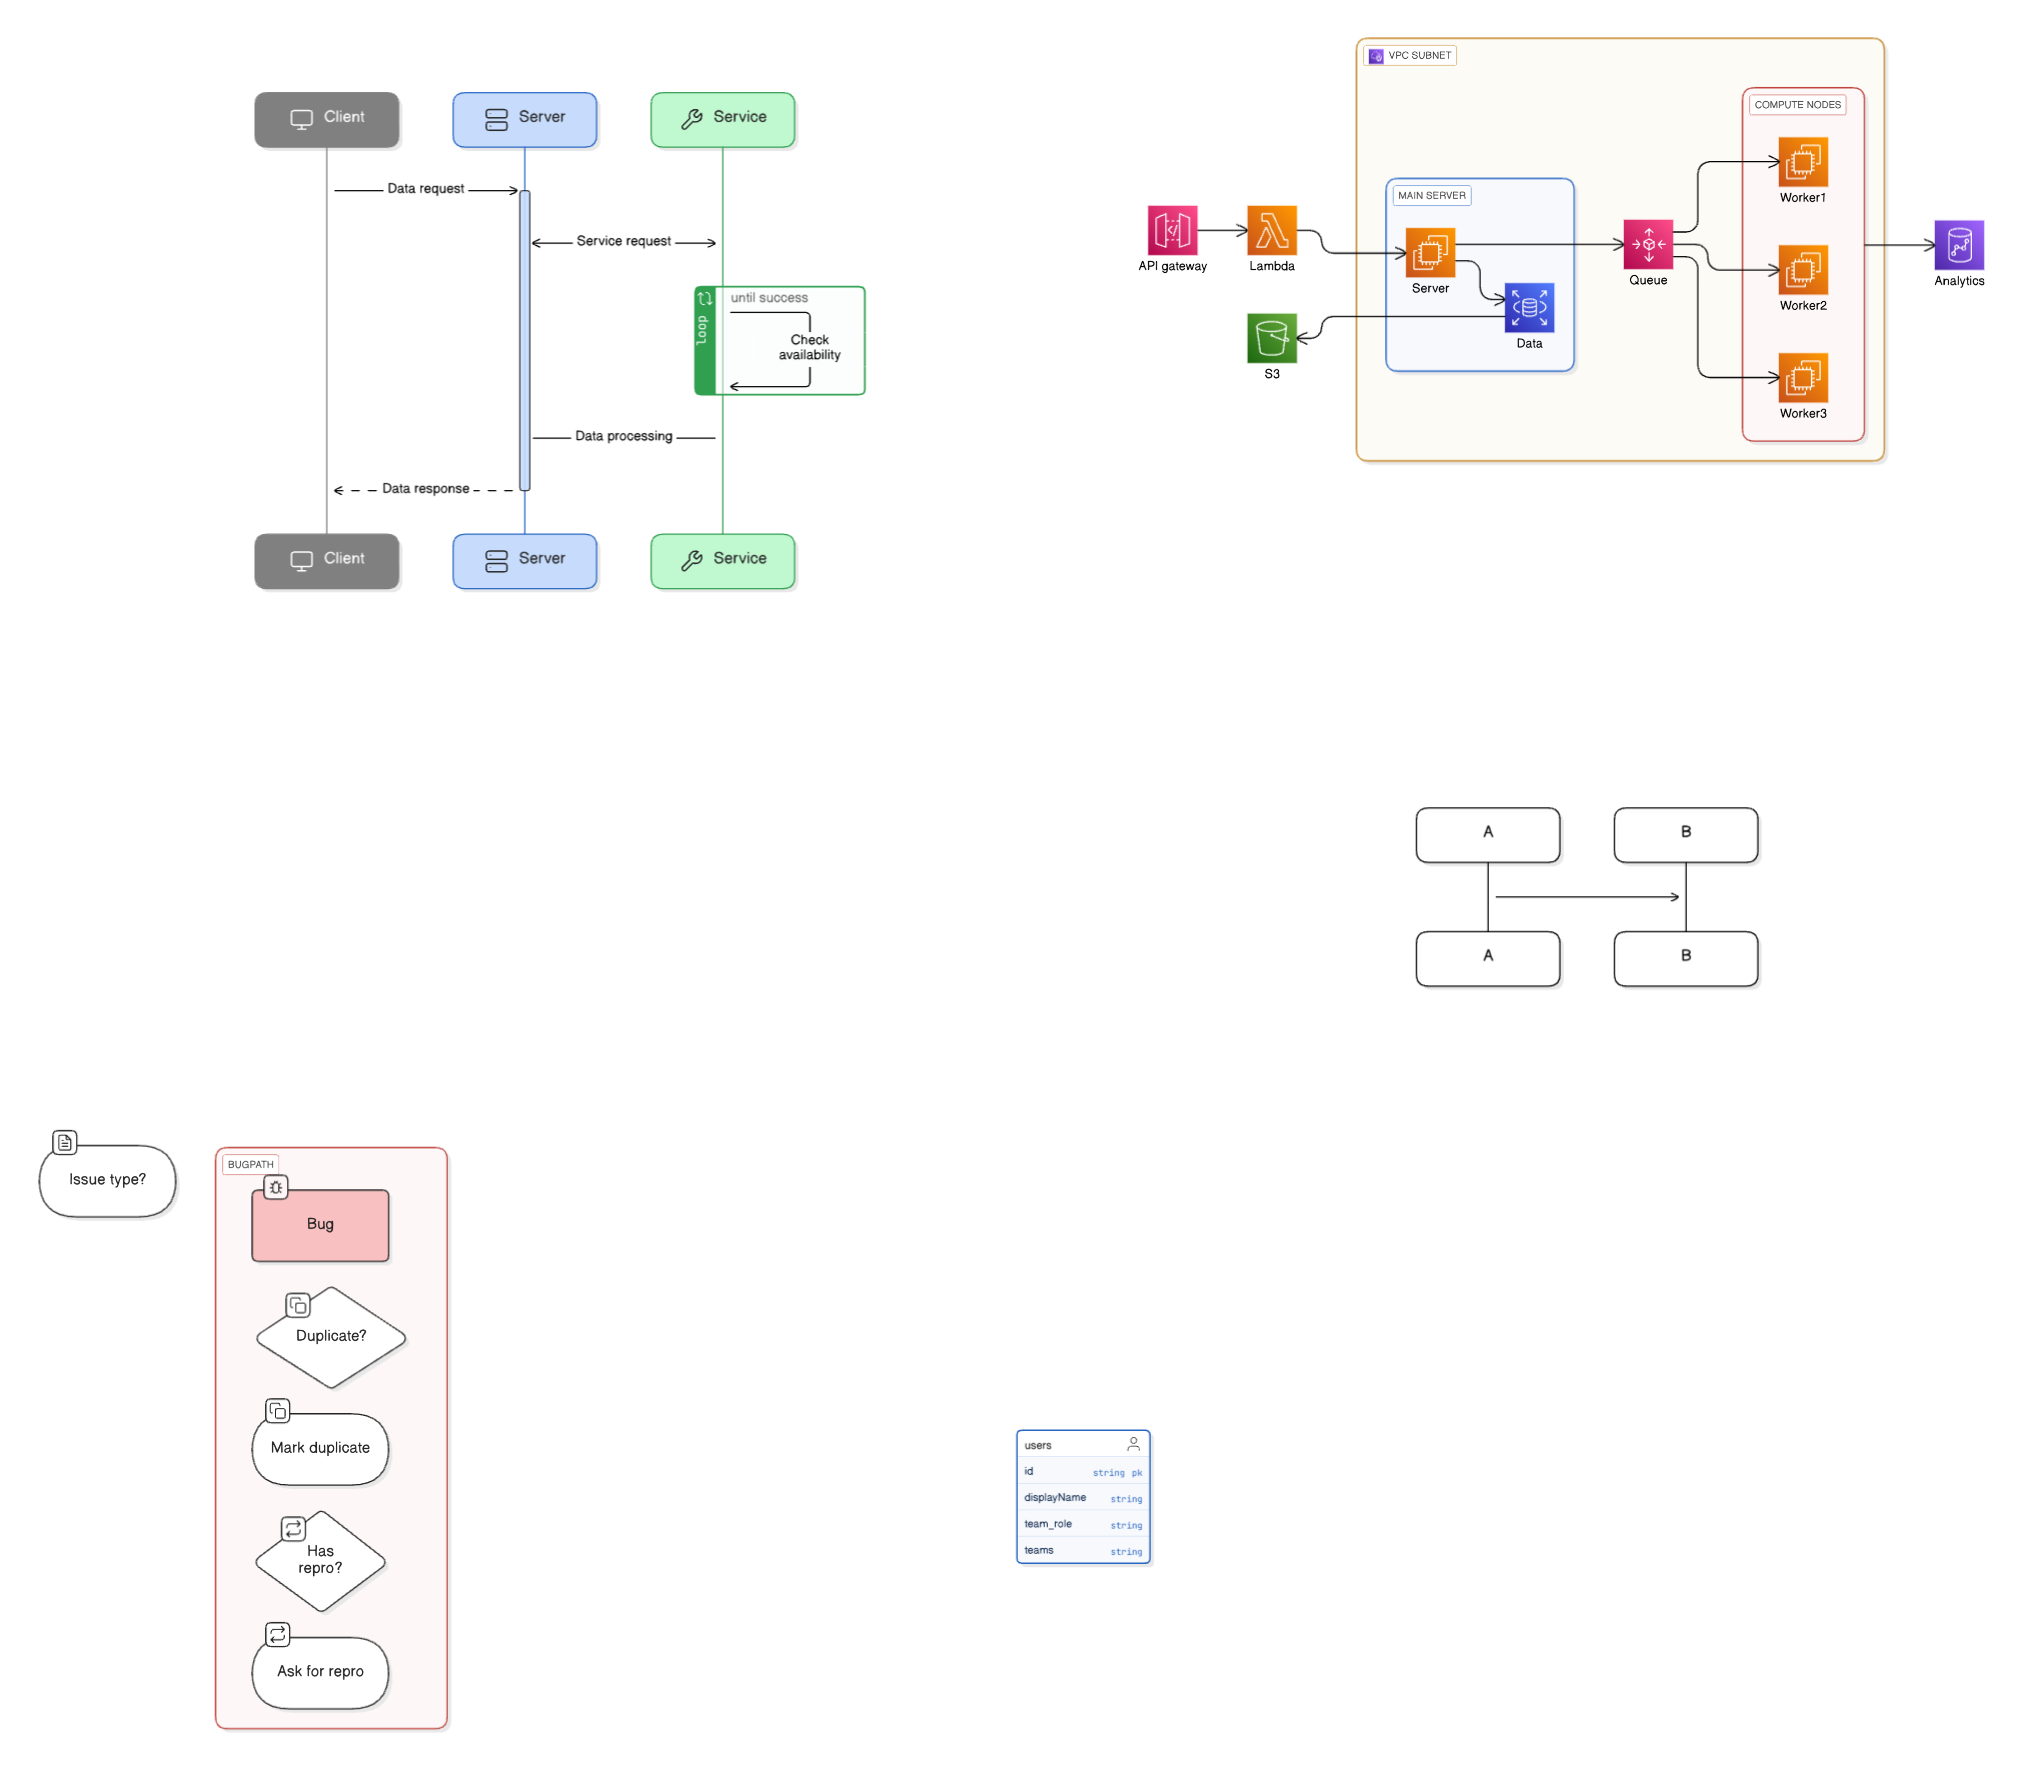 Client
Server
Service
Data request
Service request
loop
until success
Check
availability
Data processing
Data response
Client
Server
Service
VPC SUBNET
COMPUTE NODES
MAIN SERVER
API gateway
Lambda
Server
Data
S3
Queue
Worker1
Worker2
Worker3
Analytics
A
B
A
B
Issue type?
BUGPATH
Bug
Duplicate?
Mark duplicate
Has
repro?
Ask for repro
users
id string pk
displayName string
team_role string
teams string